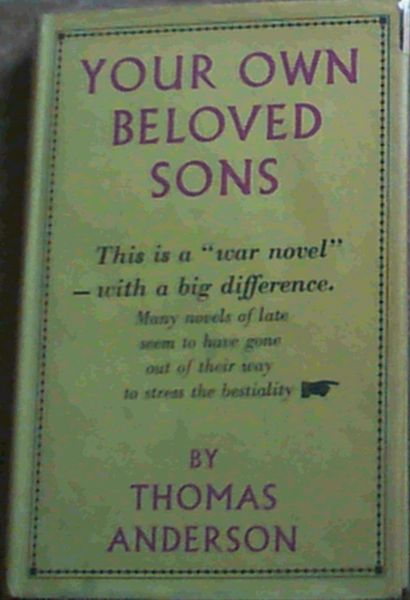 YOUR OWN
BELOVED
SONS
This is a "war novel"
– with a big difference.
Many novels of late
seem to have gone
out of their way
to stress the bestiality
BY
THOMAS
ANDERSON